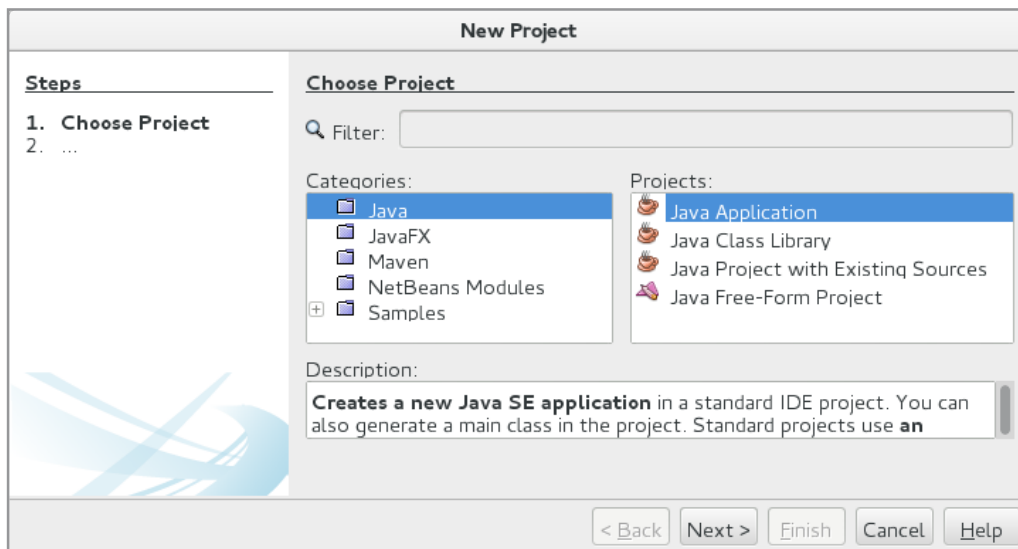 New Project
Steps
1. Choose Project
2. ...
Choose Project
Filter:
Categories:
Java
JavaFX
Maven
NetBeans Modules
Samples
Projects:
Java Application
Java Class Library
Java Project with Existing Sources
Java Free-Form Project
Description:
Creates a new Java SE application in a standard IDE project. You can
also generate a main class in the project. Standard projects use an
< Back
Next >
Finish
Cancel
Help